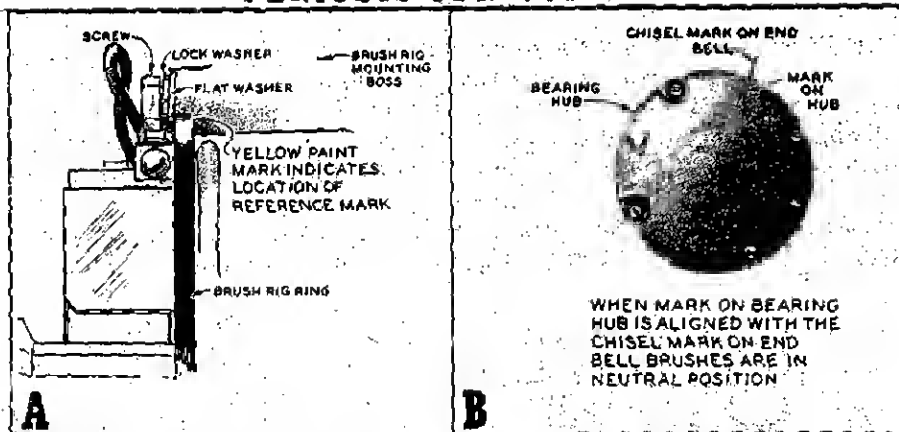 SCREW
LOCK WASHER
FLAT WASHER
BRUSH RIG
MOUNTING
BOSS
YELLOW PAINT
MARK INDICATES
LOCATION OF
REFERENCE MARK
BRUSH RIG RING
A
CHISEL MARK ON END
BELL
BEARING
HUB
MARK
ON
HUB
WHEN MARK ON BEARING
HUB IS ALIGNED WITH THE
CHISEL MARK ON END
BELL BRUSHES ARE IN
NEUTRAL POSITION
B